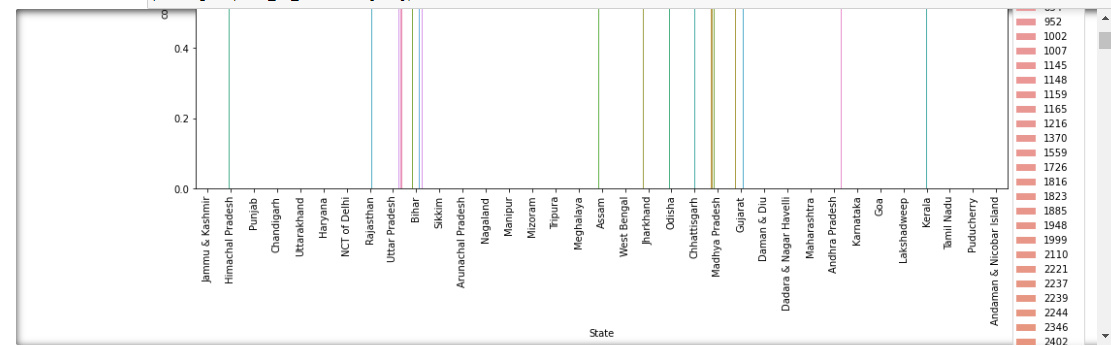 0.4
0.2
0.0
Jammu & Kashmir
Himachal Pradesh
Punjab
Chandigarh
Uttarakhand
Haryana
NCT of Delhi
Rajasthan
Uttar Pradesh
Bihar
Sikkim
Arunachal Pradesh
Nagaland
Manipur
Mizoram
Tripura
Meghalaya
Assam
West Bengal
Jharkhand
Odisha
Chhattisgarh
Madhya Pradesh
Gujarat
Daman & Diu
Dadara & Nagar Havelli
Maharashtra
Andhra Pradesh
Karnataka
Goa
Lakshadweep
Kerala
Tamil Nadu
Puducherry
Andaman & Nicobar Island
State
952
1002
1007
1145
1148
1159
1165
1216
1370
1559
1726
1816
1823
1885
1948
1999
2110
2221
2237
2239
2244
2346
2402